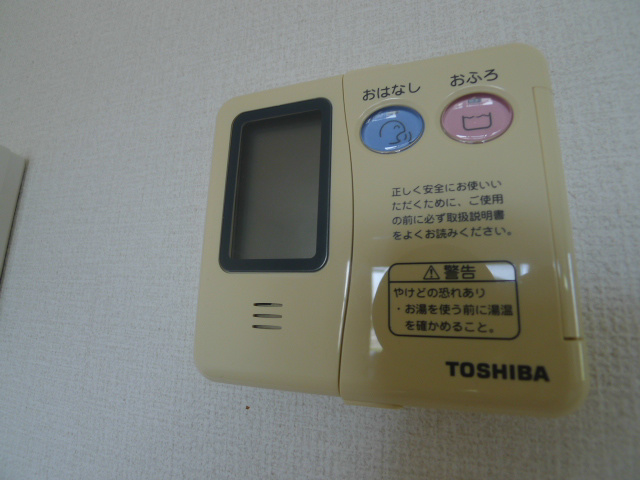 おはなし おふろ
正しく安全にお使いい
ただくために、ご使用
の前に必ず取扱説明書
をよくお読みください。
警告
やけどの恐れあり
・お湯を使う前に湯温
を確かめること。
TOSHIBA